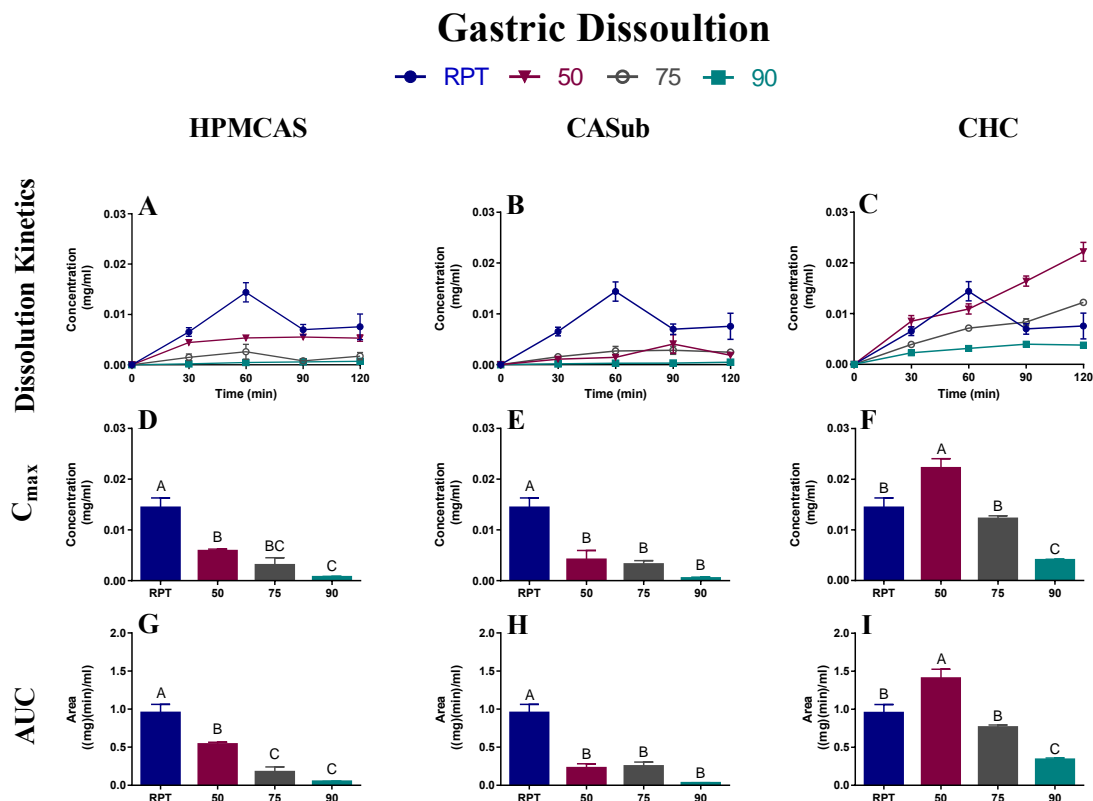 Gastric Dissoultion
RPT 50 75 90
HPMCAS CASub CHC
Dissolution Kinetics
A
0.03
0.02
0.01
0.00
Concentration
(mg/ml)
0 30 60 90 120
Time (min)
B
0.03
0.02
0.01
0.00
Concentration
(mg/ml)
0 30 60 90 120
Time (min)
C
0.03
0.02
0.01
0.00
Concentration
(mg/ml)
0 30 60 90 120
Time (min)
Cmax
D
0.03
0.02
0.01
0.00
Concentration
(mg/ml)
A B BC C
RPT 50 75 90
E
0.03
0.02
0.01
0.00
Concentration
(mg/ml)
A B B B
RPT 50 75 90
F
0.03
0.02
0.01
0.00
Concentration
(mg/ml)
B A B C
RPT 50 75 90
AUC
G
2.0
1.5
1.0
0.5
0.0
Area
((mg)(min)/ml)
A B C C
RPT 50 75 90
H
2.0
1.5
1.0
0.5
0.0
Area
((mg)(min)/ml)
A B B B
RPT 50 75 90
I
2.0
1.5
1.0
0.5
0.0
Area
((mg)(min)/ml)
B A B C
RPT 50 75 90